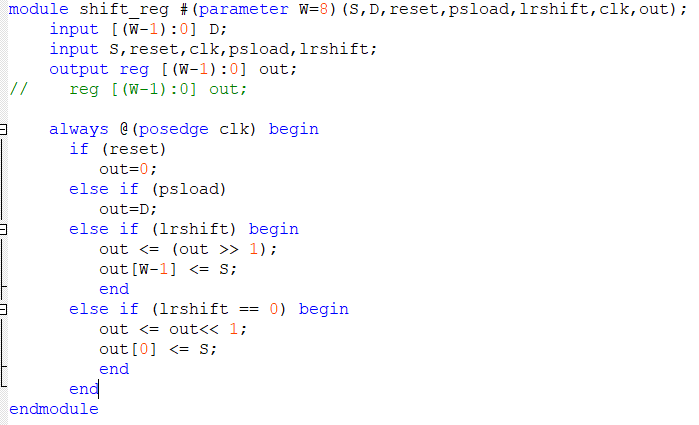 module shift_reg #(parameter W=8)(S,D,reset,psload,lrshift,clk,out);
    input [(W-1):0] D;
    input S,reset,clk,psload,lrshift;
    output reg [(W-1):0] out;
//    reg [(W-1):0] out;

    always @(posedge clk) begin
      if (reset)
         out=0;
      else if (psload)
         out=D;
      else if (lrshift) begin
         out <= (out >> 1);
         out[W-1] <= S;
         end
      else if (lrshift == 0) begin
         out <= out<< 1;
         out[0] <= S;
         end
      end
endmodule